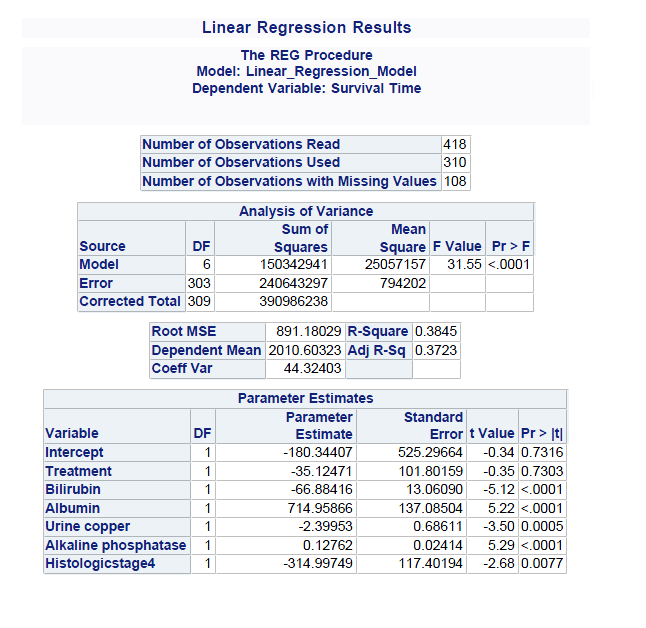 Linear Regression Results
The REG Procedure
Model: Linear_Regression_Model
Dependent Variable: Survival Time
Number of Observations Read 418
Number of Observations Used 310
Number of Observations with Missing Values 108
Analysis of Variance
Sum of Mean
Source DF Squares Square F Value Pr > F
Model 6 150342941 25057157 31.55 <.0001
Error 303 240643297 794202
Corrected Total 309 390986238
Root MSE 891.18029 R-Square 0.3845
Dependent Mean 2010.60323 Adj R-Sq 0.3723
Coeff Var 44.32403
Parameter Estimates
Parameter Standard
Variable DF Estimate Error t Value Pr > |t|
Intercept 1 -180.34407 525.29664 -0.34 0.7316
Treatment 1 -35.12471 101.80159 -0.35 0.7303
Bilirubin 1 -66.88416 13.06090 -5.12 <.0001
Albumin 1 714.95866 137.08504 5.22 <.0001
Urine copper 1 -2.39953 0.68611 -3.50 0.0005
Alkaline phosphatase 1 0.12762 0.02414 5.29 <.0001
Histologicstage4 1 -314.99749 117.40194 -2.68 0.0077